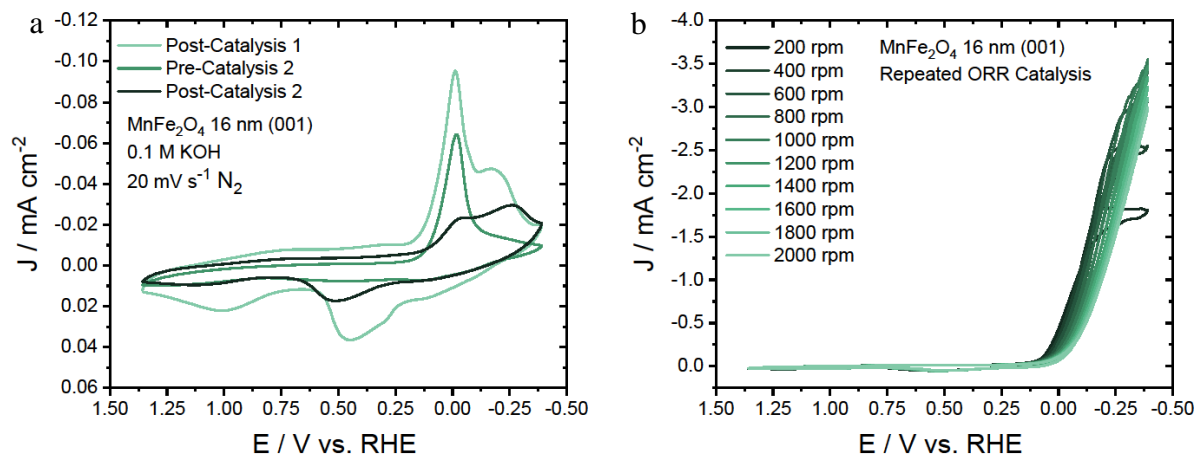 a
-0.12
-0.10
-0.08
-0.06
-0.04
-0.02
0.00
0.02
0.04
0.06
J / mA cm⁻²
Post-Catalysis 1
Pre-Catalysis 2
Post-Catalysis 2
MnFe₂O₄ 16 nm (001)
0.1 M KOH
20 mV s⁻¹ N₂
1.50 1.25 1.00 0.75 0.50 0.25 0.00 -0.25 -0.50
E / V vs. RHE
b
-4.0
-3.5
-3.0
-2.5
-2.0
-1.5
-1.0
-0.5
0.0
J / mA cm⁻²
200 rpm
400 rpm
600 rpm
800 rpm
1000 rpm
1200 rpm
1400 rpm
1600 rpm
1800 rpm
2000 rpm
MnFe₂O₄ 16 nm (001)
Repeated ORR Catalysis
1.50 1.25 1.00 0.75 0.50 0.25 0.00 -0.25 -0.50
E / V vs. RHE